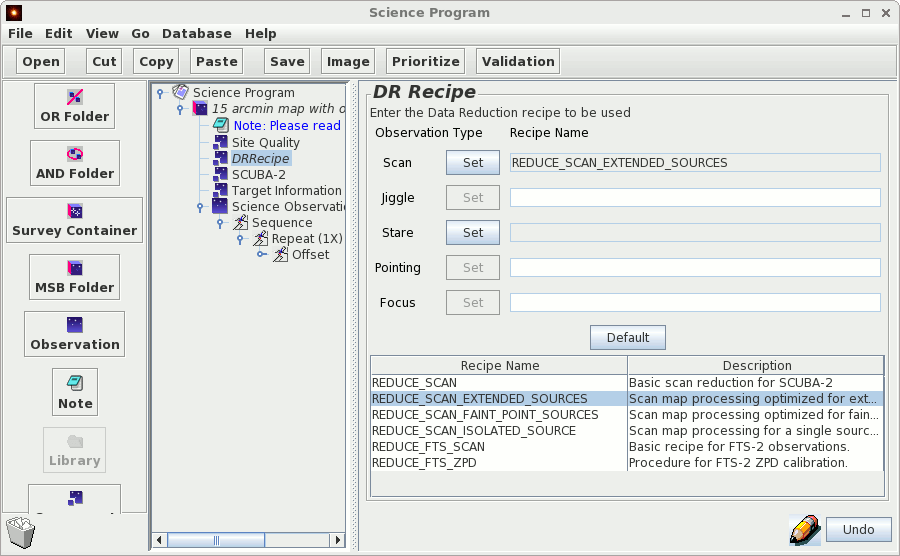 Science Program
File Edit View Go Database Help
Open Cut Copy Paste Save Image Prioritize Validation
OR Folder
AND Folder
Survey Container
MSB Folder
Observation
Note
Library
Science Program
15 arcmin map with o
Note: Please read
Site Quality
DRRecipe
SCUBA-2
Target Information
Science Observati
Sequence
Repeat (1X)
Offset
DR Recipe
Enter the Data Reduction recipe to be used
Observation Type Recipe Name
Scan Set REDUCE_SCAN_EXTENDED_SOURCES
Jiggle Set
Stare Set
Pointing Set
Focus Set
Default
Recipe Name Description
REDUCE_SCAN Basic scan reduction for SCUBA-2
REDUCE_SCAN_EXTENDED_SOURCES Scan map processing optimized for ext...
REDUCE_SCAN_FAINT_POINT_SOURCES Scan map processing optimized for fain...
REDUCE_SCAN_ISOLATED_SOURCE Scan map processing for a single sourc...
REDUCE_FTS_SCAN Basic recipe for FTS-2 observations.
REDUCE_FTS_ZPD Procedure for FTS-2 ZPD calibration.
Undo